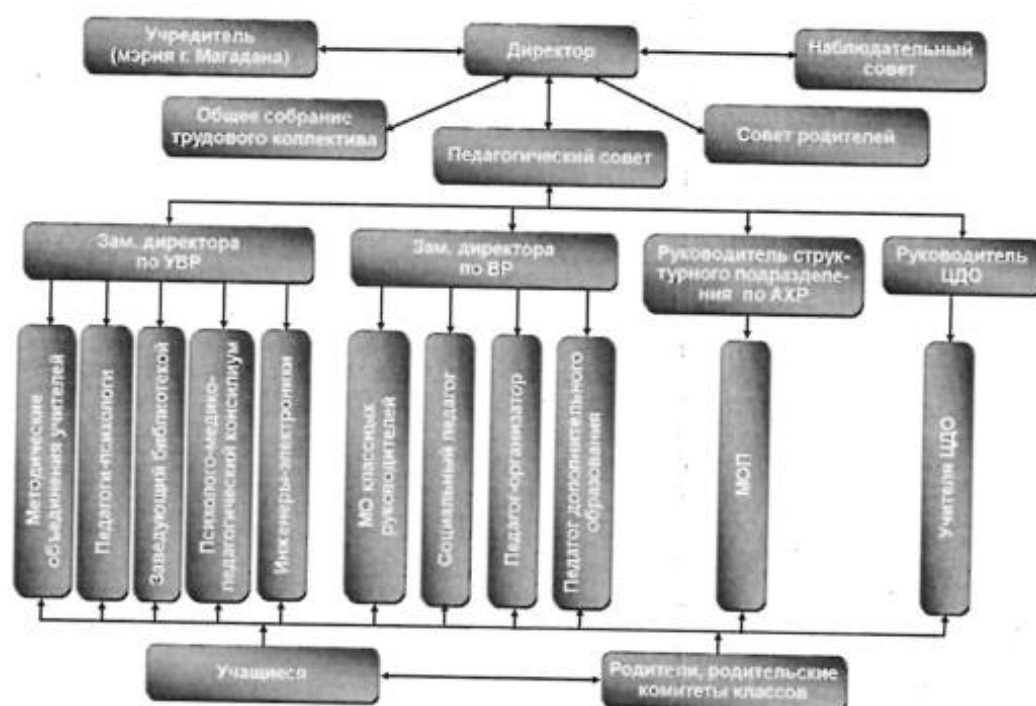 Учредитель
(мэрия г. Магадана)
Директор
Наблюдательный
совет
Общее собрание
трудового коллектива
Педагогический совет
Совет родителей
Зам. директора
по УВР
Зам. директора
по ВР
Руководитель струк-
турного подразделе-
ния по АХР
Руководитель
ЦДО
Методические
объединения учителей
Педагоги-психологи
Заведующий библиотекой
Психолого-медико-
педагогический консилиум
Инженеры-электроники
МО классных
руководителей
Социальный педагог
Педагог-организатор
Педагог дополнительного
образования
МОП
Учителя ЦДО
Учащиеся
Родители, родительские
комитеты классов